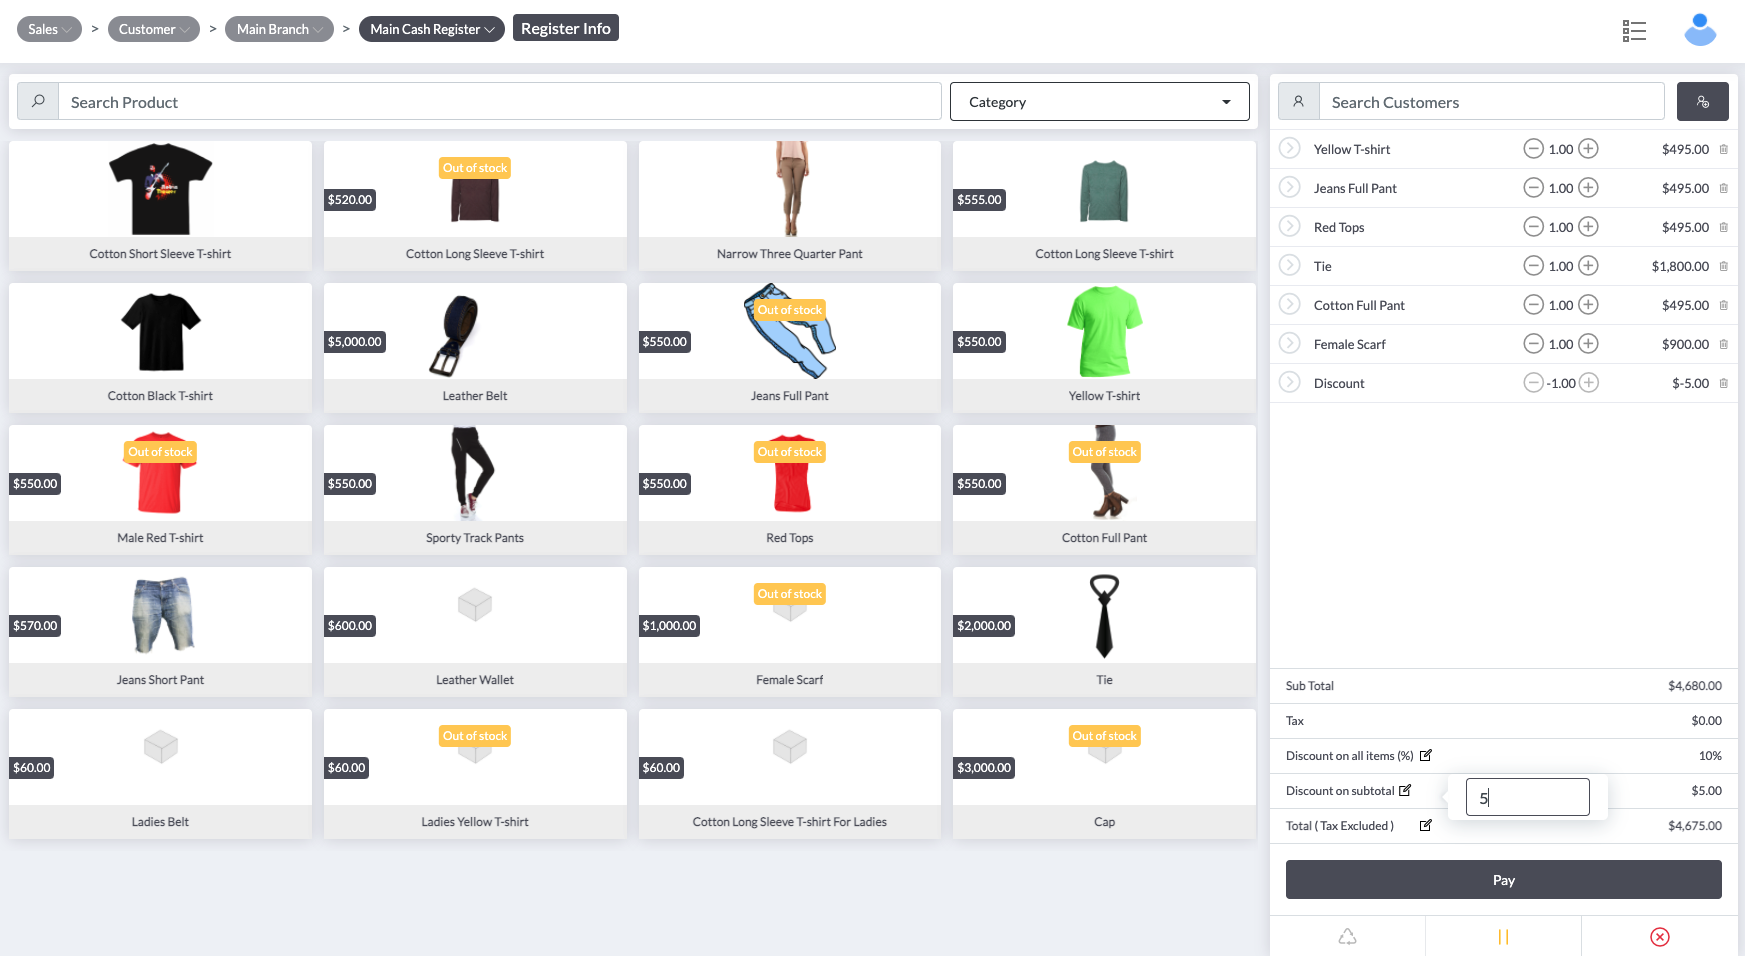 Sales > Customer > Main Branch > Main Cash Register Register Info
Search Product
Category
Search Customers
Cotton Short Sleeve T-shirt
Out of stock
$520.00
Cotton Long Sleeve T-shirt
Narrow Three Quarter Pant
$555.00
Cotton Long Sleeve T-shirt
Cotton Black T-shirt
$5,000.00
Leather Belt
Out of stock
$550.00
Jeans Full Pant
$550.00
Yellow T-shirt
Out of stock
$550.00
Male Red T-shirt
$550.00
Sporty Track Pants
Out of stock
$550.00
Red Tops
Out of stock
$550.00
Cotton Full Pant
$570.00
Jeans Short Pant
$600.00
Leather Wallet
Out of stock
$1,000.00
Female Scarf
$2,000.00
Tie
$60.00
Ladies Belt
Out of stock
$60.00
Ladies Yellow T-shirt
$60.00
Cotton Long Sleeve T-shirt For Ladies
Out of stock
$3,000.00
Cap
Yellow T-shirt 1.00 $495.00
Jeans Full Pant 1.00 $495.00
Red Tops 1.00 $495.00
Tie 1.00 $1,800.00
Cotton Full Pant 1.00 $495.00
Female Scarf 1.00 $900.00
Discount -1.00 $-5.00
Sub Total $4,680.00
Tax $0.00
Discount on all items (%) 10%
Discount on subtotal 5 $5.00
Total ( Tax Excluded ) $4,675.00
Pay